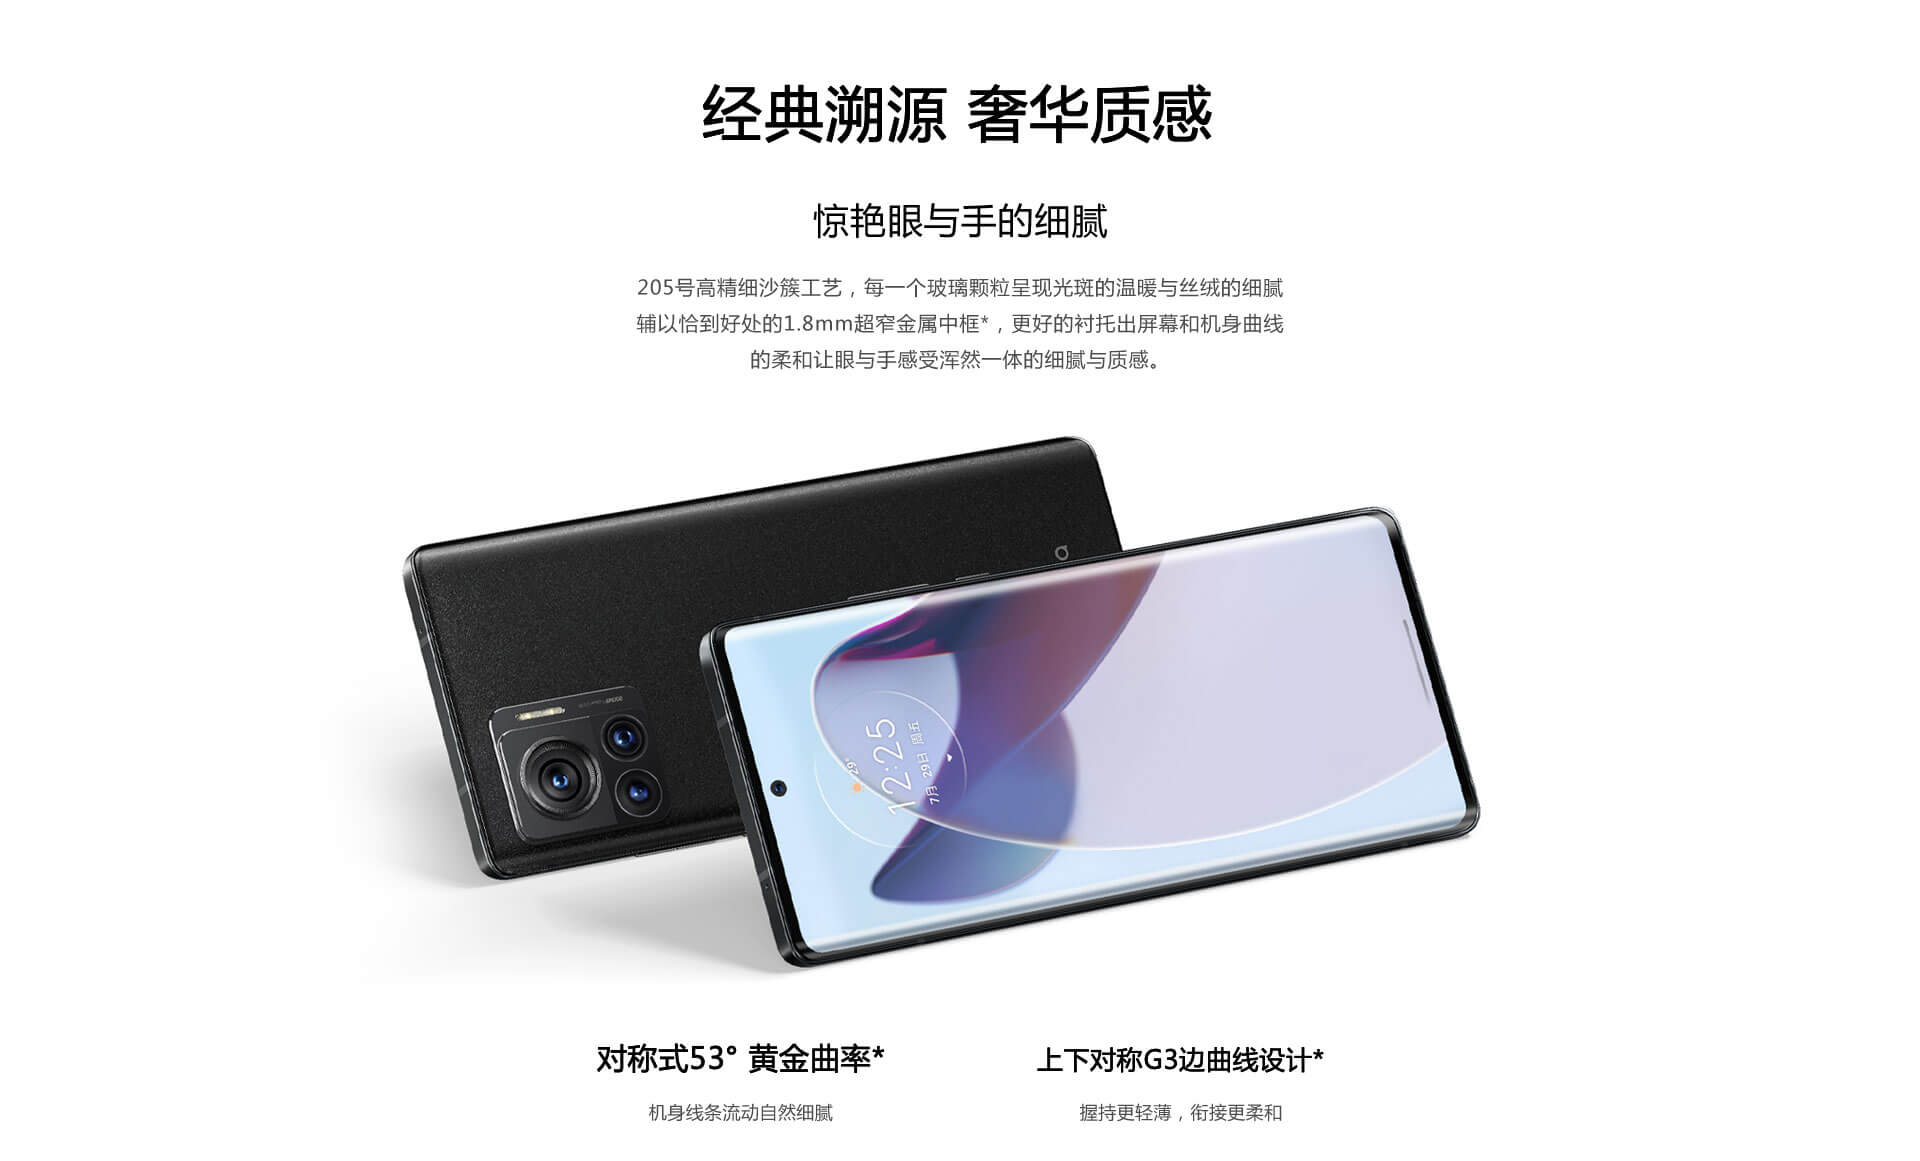 经典溯源 奢华质感
惊艳眼与手的细腻
205号高精细沙簇工艺，每一个玻璃颗粒呈现光斑的温暖与丝绒的细腻
辅以恰到好处的1.8mm超窄金属中框*，更好的衬托出屏幕和机身曲线
的柔和让眼与手感受浑然一体的细腻与质感。
29°
12:25
7月 29日 周五
对称式53° 黄金曲率*
上下对称G3边曲线设计*
机身线条流动自然细腻
握持更轻薄，衔接更柔和